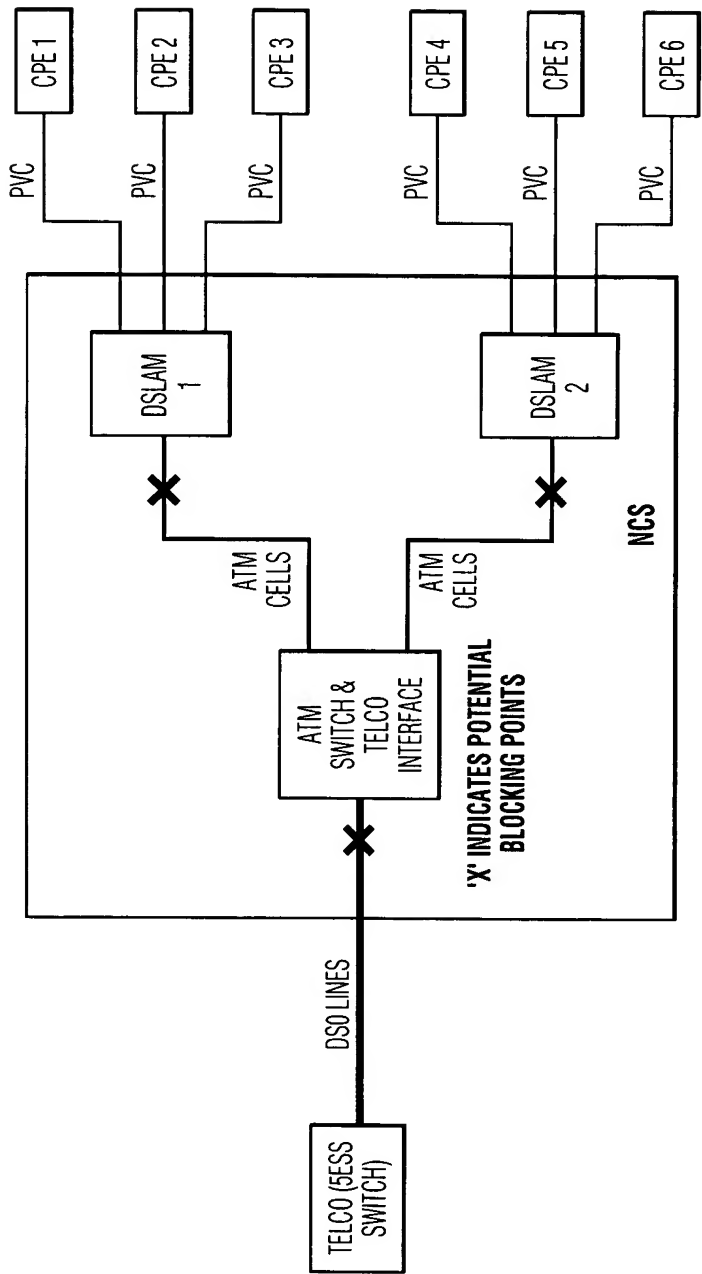 CPE 1
CPE 2
CPE 3
CPE 4
CPE 5
CPE 6
PVC
PVC
PVC
PVC
PVC
PVC
DSLAM
1
DSLAM
2
ATM
CELLS
ATM
CELLS
NCS
ATM
SWITCH &
TELCO
INTERFACE
'X' INDICATES POTENTIAL
BLOCKING POINTS
DS0 LINES
TELCO (5ESS
SWITCH)